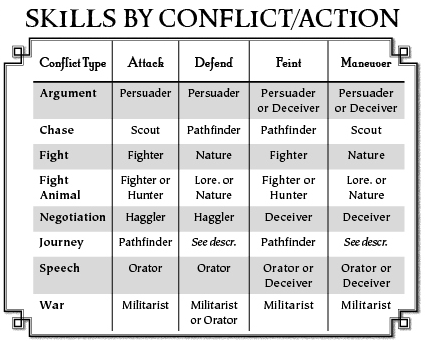 SKILLS BY CONFLICT/ACTION
Conflict Type Attack Defend Feint Maneuver
Argument Persuader Persuader Persuader or Deceiver Persuader or Deceiver
Chase Scout Pathfinder Pathfinder Scout
Fight Fighter Nature Fighter Nature
Fight Animal Fighter or Hunter Lore. or Nature Fighter or Hunter Lore. or Nature
Negotiation Haggler Haggler Deceiver Deceiver
Journey Pathfinder See descr. Pathfinder See descr.
Speech Orator Orator Orator or Deceiver Orator or Deceiver
War Militarist Militarist or Orator Militarist Militarist